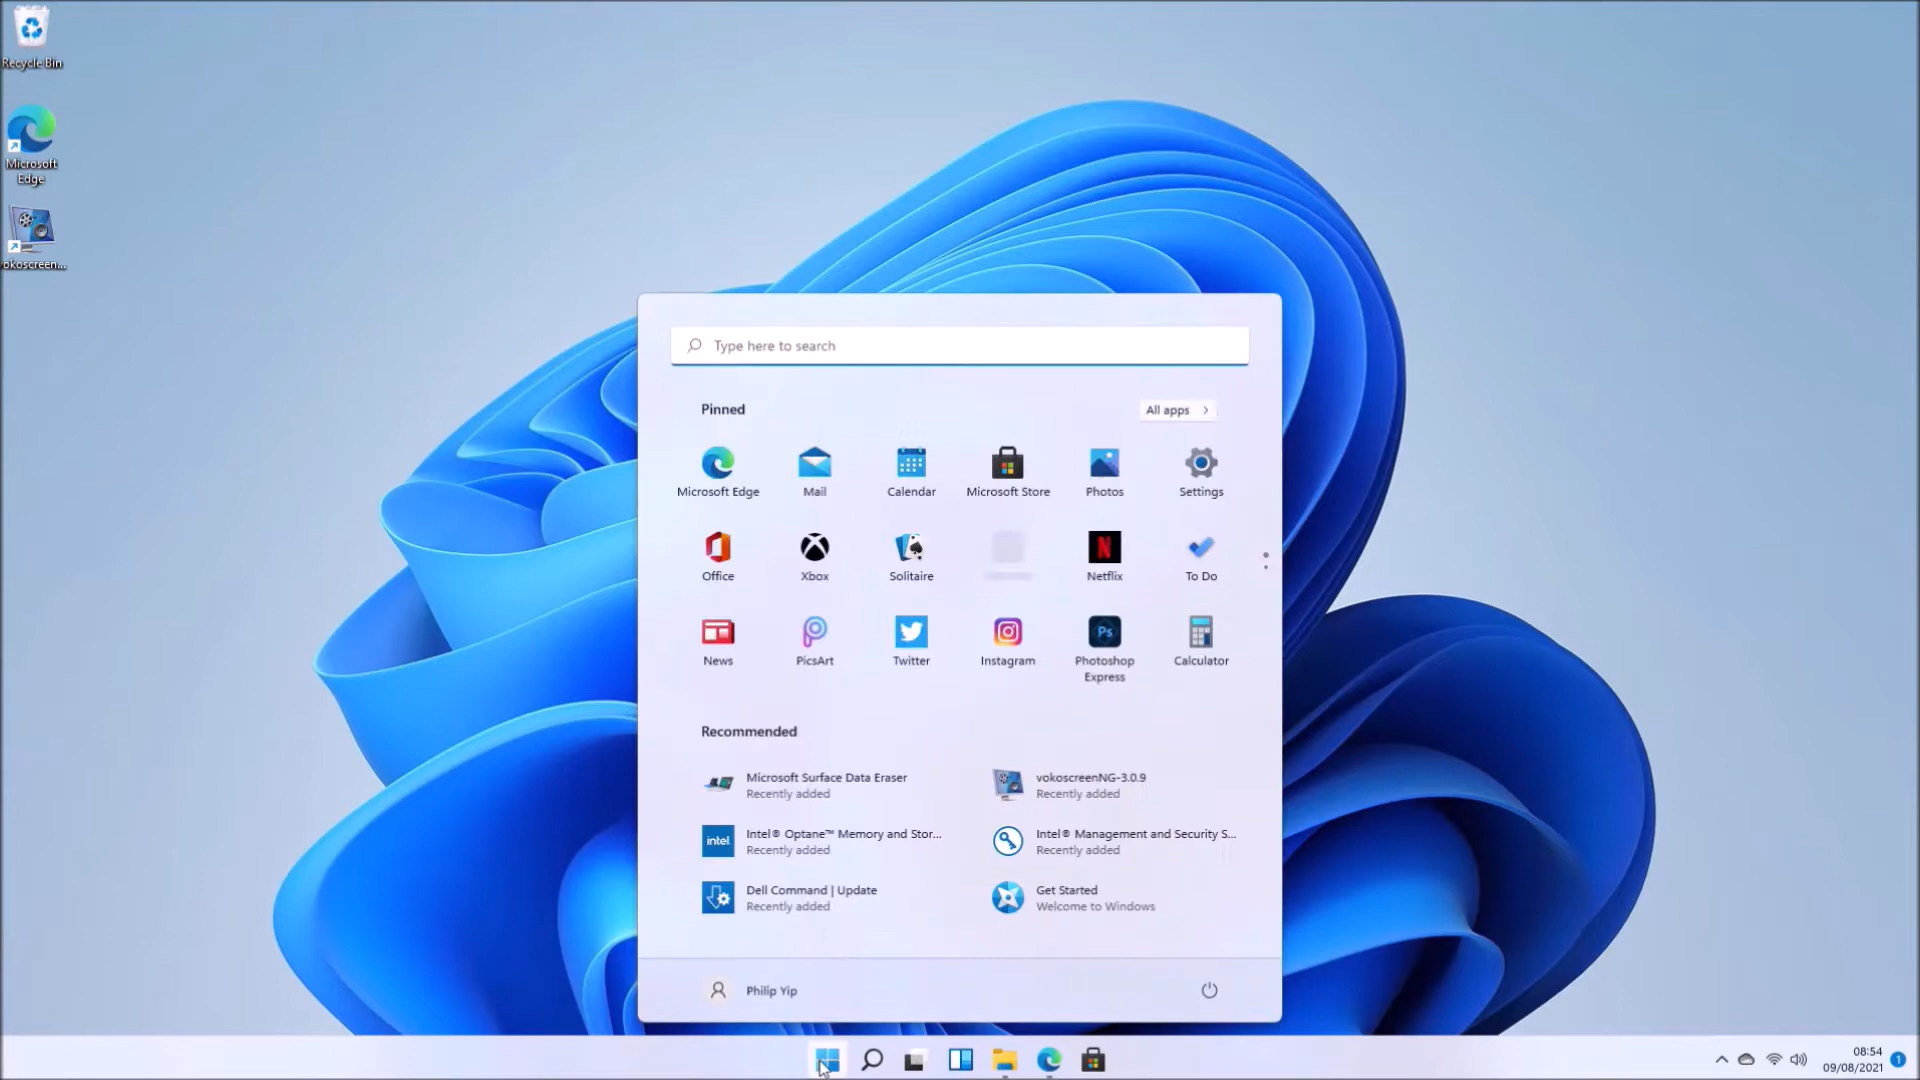 Recycle Bin
Microsoft
Edge
vokoscreen...
Type here to search
Pinned
All apps
Microsoft Edge
Mail
Calendar
Microsoft Store
Photos
Settings
Office
Xbox
Solitaire
Netflix
To Do
News
PicsArt
Twitter
Instagram
Ps
Photoshop
Express
Calculator
Recommended
Microsoft Surface Data Eraser
Recently added
vokoscreenNG-3.0.9
Recently added
intel
Intel® Optane™ Memory and Stor...
Recently added
Intel® Management and Security S...
Recently added
Dell Command | Update
Recently added
Get Started
Welcome to Windows
Philip Yip
08:54
09/08/2021
1